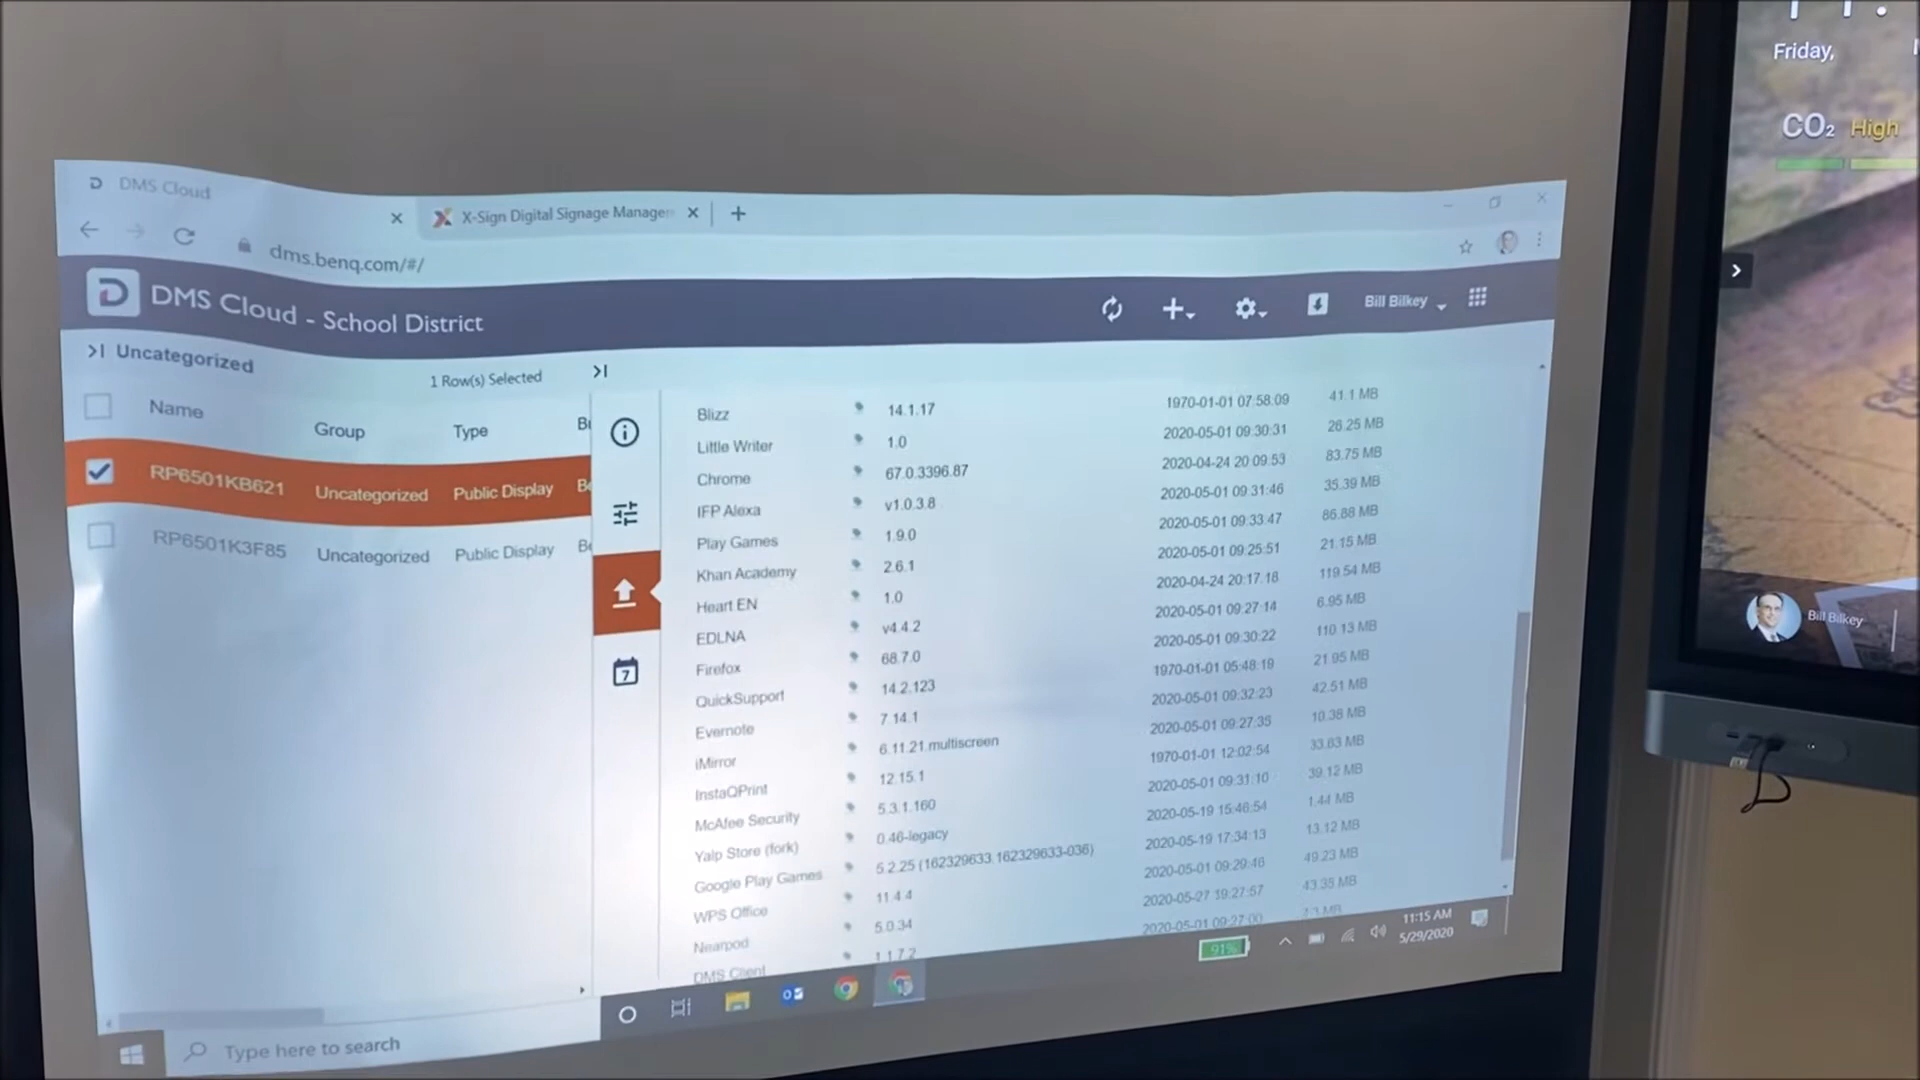 DMS Cloud
X-Sign Digital Signage Manager
dms.benq.com/#/
DMS Cloud - School District
Bill Bilkey
Uncategorized
1 Row(s) Selected
Name Group Type
RP6501KB621 Uncategorized Public Display
RP6501K3F85 Uncategorized Public Display
Blizz 14.1.17 1970-01-01 07:58:09 41.1 MB
Little Writer 1.0 2020-05-01 09:30:31 26.25 MB
Chrome 67.0.3396.87 2020-04-24 20:09:53 83.75 MB
IFP Alexa v1.0.3.8 2020-05-01 09:31:46 35.39 MB
Play Games 1.9.0 2020-05-01 09:33:47 86.88 MB
Khan Academy 2.6.1 2020-05-01 09:25:51 21.15 MB
Heart EN 1.0 2020-04-24 20:17:18 119.54 MB
EDLNA v4.4.2 2020-05-01 09:27:14 6.95 MB
Firefox 68.7.0 2020-05-01 09:30:22 110.13 MB
QuickSupport 14.2.123 1970-01-01 05:48:19 21.95 MB
Evernote 7.14.1 2020-05-01 09:32:23 42.51 MB
iMirror 6.11.21.multiscreen 2020-05-01 09:27:35 10.36 MB
InstaQPrint 12.15.1 1970-01-01 12:02:54 33.63 MB
McAfee Security 5.3.1.160 2020-05-01 09:31:10 39.12 MB
Yalp Store (fork) 0.46-legacy 2020-05-19 15:46:54 1.44 MB
Google Play Games 5.2.25 (162329633.162329633-036) 2020-05-19 17:34:13 13.12 MB
WPS Office 11.4.4 2020-05-01 09:29:46 49.23 MB
Nearpod 5.0.34 2020-05-27 19:27:57 43.35 MB
DMS Client 1.1.7.2 2020-05-01 09:27:00
7
91%
11:15 AM
5/29/2020
Type here to search
Friday,
CO₂ High
Bill Bilkey